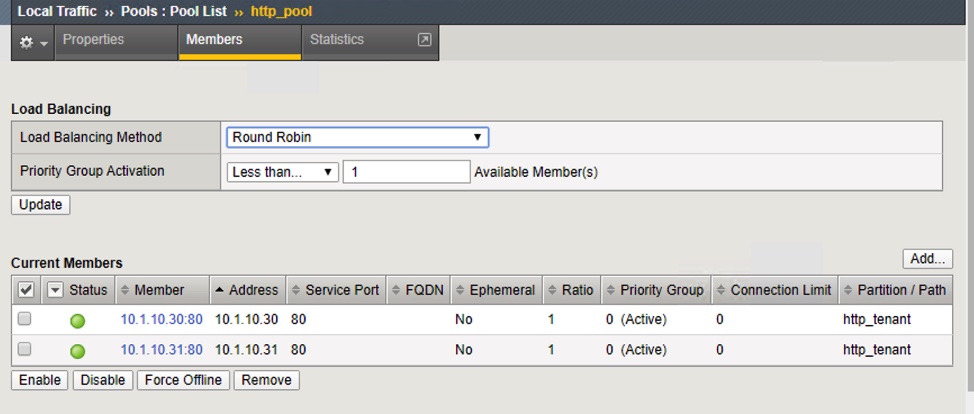 Local Traffic ›› Pools : Pool List ›› http_pool
Properties Members Statistics
Load Balancing
Load Balancing Method Round Robin
Priority Group Activation Less than... 1 Available Member(s)
Update
Add...
Current Members
Status Member Address Service Port FQDN Ephemeral Ratio Priority Group Connection Limit Partition / Path
10.1.10.30:80 10.1.10.30 80 No 1 0 (Active) 0 http_tenant
10.1.10.31:80 10.1.10.31 80 No 1 0 (Active) 0 http_tenant
Enable Disable Force Offline Remove